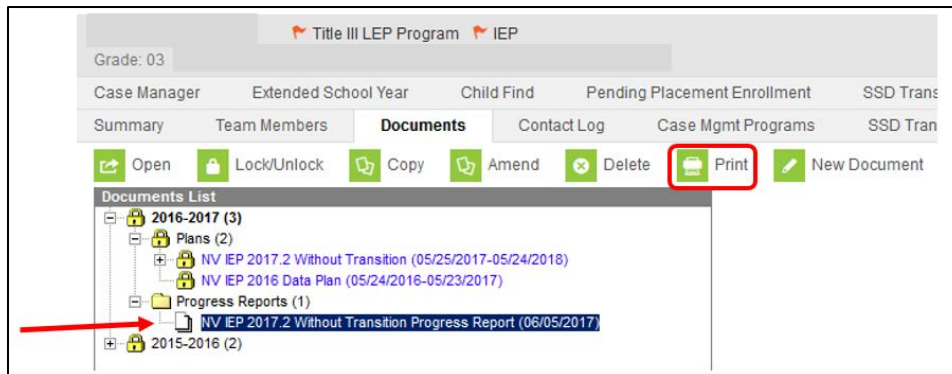 Title III LEP Program IEP
Grade: 03
Case Manager Extended School Year Child Find Pending Placement Enrollment SSD Trans
Summary Team Members Documents Contact Log Case Mgmt Programs SSD Tran
Open Lock/Unlock Copy Amend Delete Print New Document
Documents List
2016-2017 (3)
Plans (2)
NV IEP 2017.2 Without Transition (05/25/2017-05/24/2018)
NV IEP 2016 Data Plan (05/24/2016-05/23/2017)
Progress Reports (1)
NV IEP 2017.2 Without Transition Progress Report (06/05/2017)
2015-2016 (2)